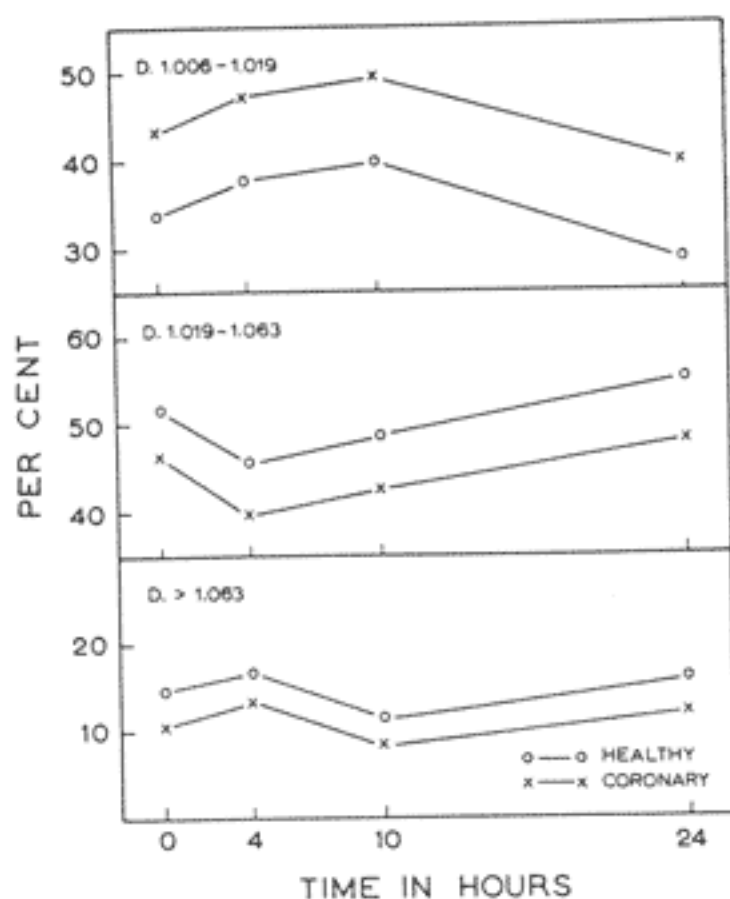 D. 1.006-1.019
50
40
30
D. 1.019-1.063
60
50
40
D. > 1.063
20
10
PER CENT
o—o HEALTHY
x—x CORONARY
0 4 10 24
TIME IN HOURS